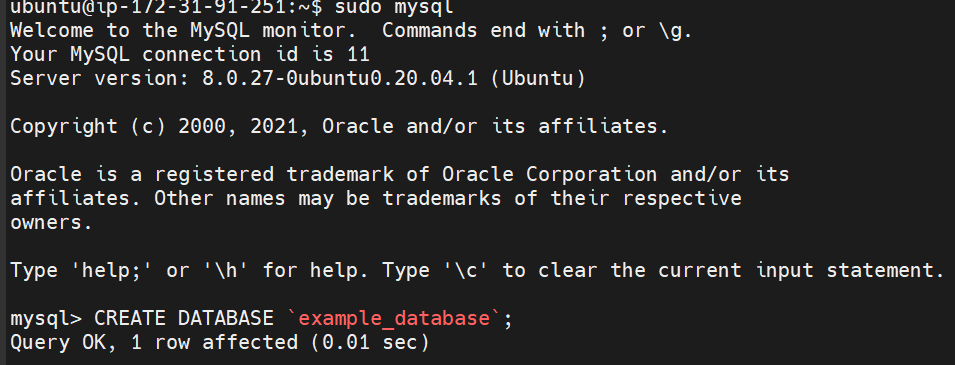 ubuntu@ip-172-31-91-251:~$ sudo mysql
Welcome to the MySQL monitor.  Commands end with ; or \g.
Your MySQL connection id is 11
Server version: 8.0.27-0ubuntu0.20.04.1 (Ubuntu)
Copyright (c) 2000, 2021, Oracle and/or its affiliates.
Oracle is a registered trademark of Oracle Corporation and/or its
affiliates. Other names may be trademarks of their respective
owners.
Type 'help;' or '\h' for help. Type '\c' to clear the current input statement.
mysql> CREATE DATABASE `example_database`;
Query OK, 1 row affected (0.01 sec)